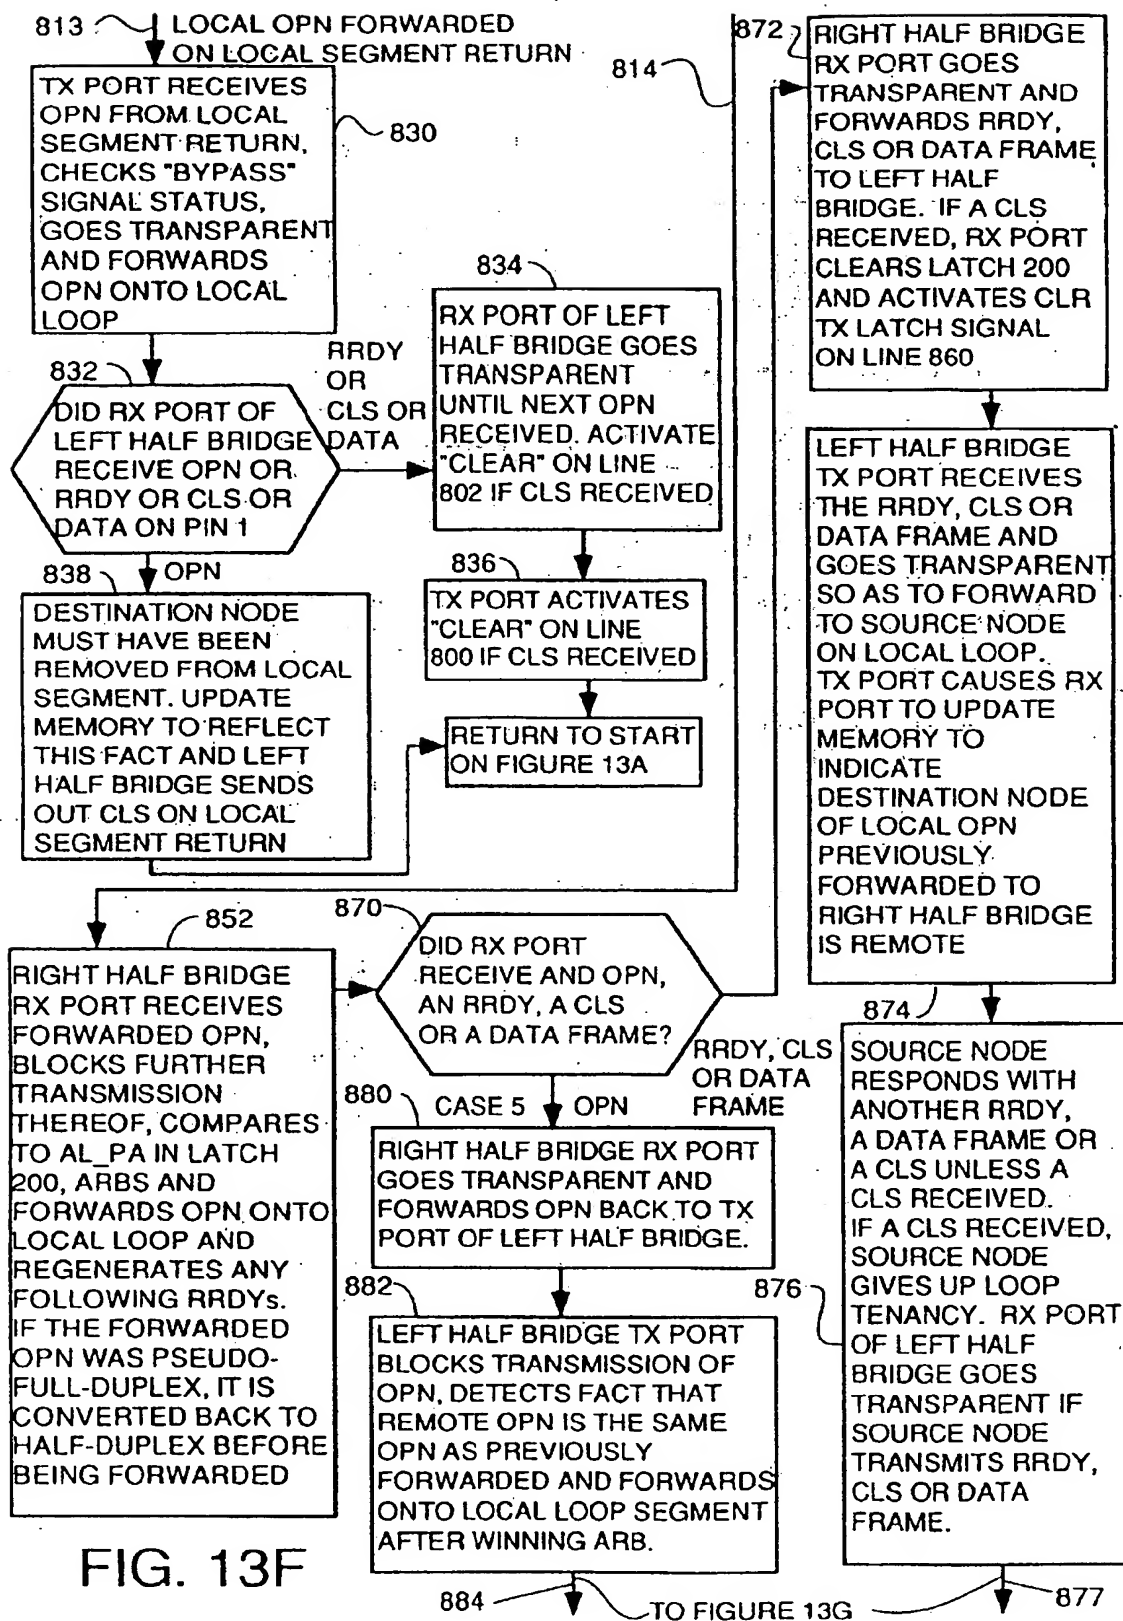 813
LOCAL OPN FORWARDED
ON LOCAL SEGMENT RETURN
TX PORT RECEIVES
OPN FROM LOCAL
SEGMENT RETURN,
CHECKS "BYPASS"
SIGNAL STATUS,
GOES TRANSPARENT
AND FORWARDS
OPN ONTO LOCAL
LOOP
830
832
DID RX PORT OF
LEFT HALF BRIDGE
RECEIVE OPN OR
RRDY OR CLS OR
DATA ON PIN 1
RRDY
OR
CLS OR
DATA
OPN
834
RX PORT OF LEFT
HALF BRIDGE GOES
TRANSPARENT
UNTIL NEXT OPN
RECEIVED. ACTIVATE
"CLEAR" ON LINE
802 IF CLS RECEIVED
836
TX PORT ACTIVATES
"CLEAR" ON LINE
800 IF CLS RECEIVED
RETURN TO START
ON FIGURE 13A
838
DESTINATION NODE
MUST HAVE BEEN
REMOVED FROM LOCAL
SEGMENT. UPDATE
MEMORY TO REFLECT
THIS FACT AND LEFT
HALF BRIDGE SENDS
OUT CLS ON LOCAL
SEGMENT RETURN
814
852
RIGHT HALF BRIDGE
RX PORT RECEIVES
FORWARDED OPN,
BLOCKS FURTHER
TRANSMISSION
THEREOF, COMPARES
TO AL_PA IN LATCH
200, ARBS AND
FORWARDS OPN ONTO
LOCAL LOOP AND
REGENERATES ANY
FOLLOWING RRDYs.
IF THE FORWARDED
OPN WAS PSEUDO-
FULL-DUPLEX, IT IS
CONVERTED BACK TO
HALF-DUPLEX BEFORE
BEING FORWARDED
870
DID RX PORT
RECEIVE AND OPN,
AN RRDY, A CLS
OR A DATA FRAME?
RRDY, CLS
OR DATA
FRAME
CASE 5
OPN
880
RIGHT HALF BRIDGE RX PORT
GOES TRANSPARENT AND
FORWARDS OPN BACK TO TX
PORT OF LEFT HALF BRIDGE.
882
LEFT HALF BRIDGE TX PORT
BLOCKS TRANSMISSION OF
OPN, DETECTS FACT THAT
REMOTE OPN IS THE SAME
OPN AS PREVIOUSLY
FORWARDED AND FORWARDS
ONTO LOCAL LOOP SEGMENT
AFTER WINNING ARB.
884
872
RIGHT HALF BRIDGE
RX PORT GOES
TRANSPARENT AND
FORWARDS RRDY,
CLS OR DATA FRAME
TO LEFT HALF
BRIDGE. IF A CLS
RECEIVED, RX PORT
CLEARS LATCH 200
AND ACTIVATES CLR
TX LATCH SIGNAL
ON LINE 860
LEFT HALF BRIDGE
TX PORT RECEIVES
THE RRDY, CLS OR
DATA FRAME AND
GOES TRANSPARENT
SO AS TO FORWARD
TO SOURCE NODE
ON LOCAL LOOP.
TX PORT CAUSES RX
PORT TO UPDATE
MEMORY TO
INDICATE
DESTINATION NODE
OF LOCAL OPN
PREVIOUSLY
FORWARDED TO
RIGHT HALF BRIDGE
IS REMOTE
874
SOURCE NODE
RESPONDS WITH
ANOTHER RRDY,
A DATA FRAME OR
A CLS UNLESS A
CLS RECEIVED.
IF A CLS RECEIVED,
SOURCE NODE
GIVES UP LOOP
TENANCY. RX PORT
OF LEFT HALF
BRIDGE GOES
TRANSPARENT IF
SOURCE NODE
TRANSMITS RRDY,
CLS OR DATA
FRAME.
876
877
TO FIGURE 13G
FIG. 13F